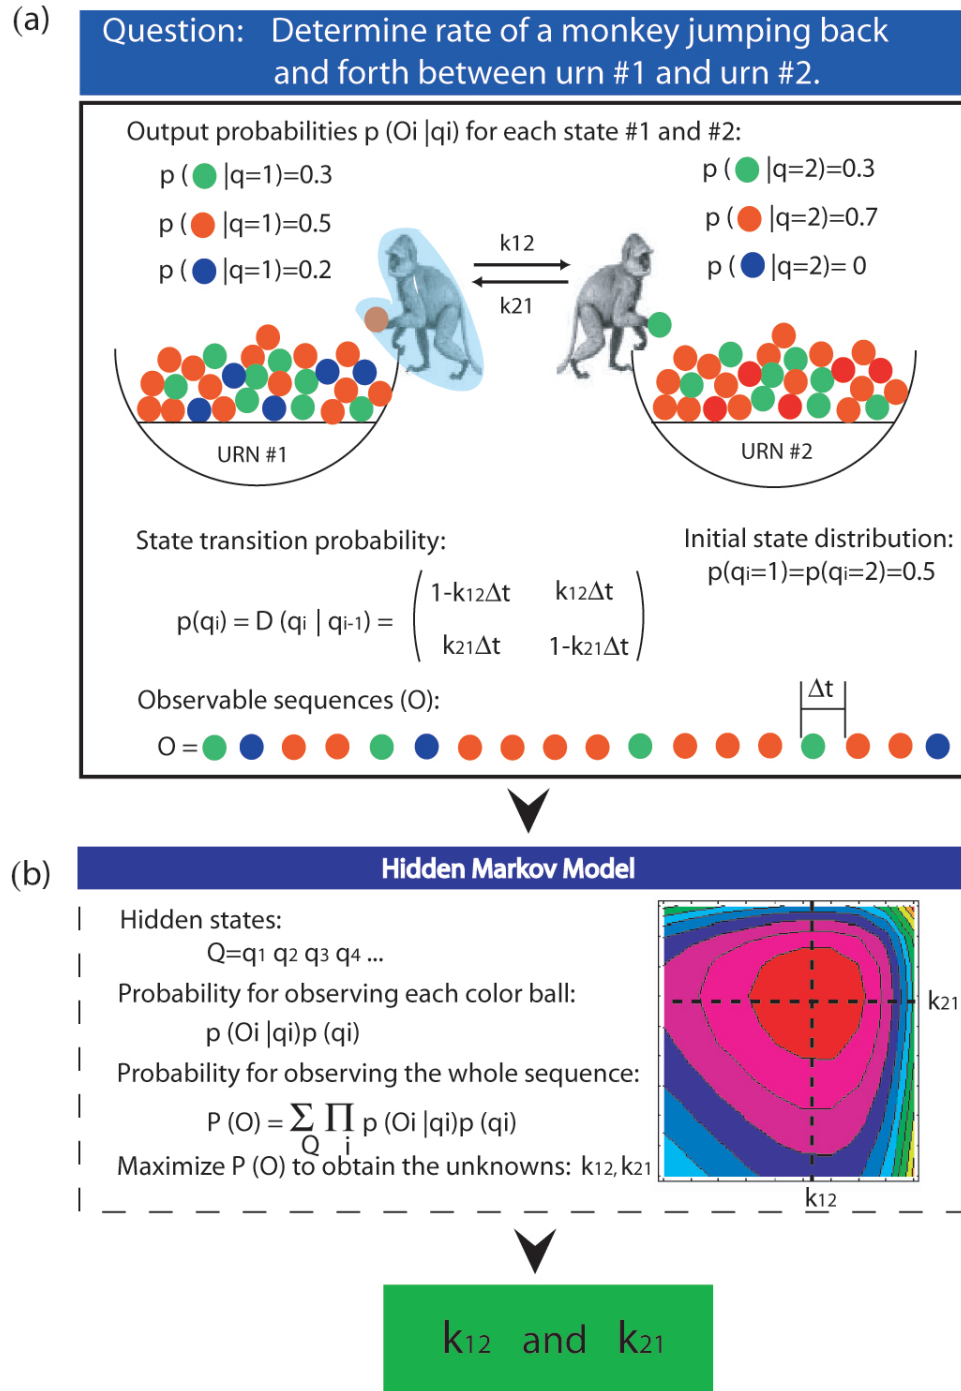 (a)
Question: Determine rate of a monkey jumping back
and forth between urn #1 and urn #2.
Output probabilities p (Oi |qi) for each state #1 and #2:
p ( |q=1)=0.3
p ( |q=1)=0.5
p ( |q=1)=0.2
k12
k21
p ( |q=2)=0.3
p ( |q=2)=0.7
p ( |q=2)= 0
URN #1
URN #2
State transition probability:
p(qi) = D (qi | qi-1) =
1-k12Δt k12Δt
k21Δt 1-k21Δt
Initial state distribution:
p(qi=1)=p(qi=2)=0.5
Observable sequences (O):
Δt
O =
(b)
Hidden Markov Model
Hidden states:
Q=q1 q2 q3 q4 ...
Probability for observing each color ball:
p (Oi |qi)p (qi)
Probability for observing the whole sequence:
P (O) = Σ Π p (Oi |qi)p (qi)
Q i
Maximize P (O) to obtain the unknowns: k12, k21
k21
k12
k12 and k21